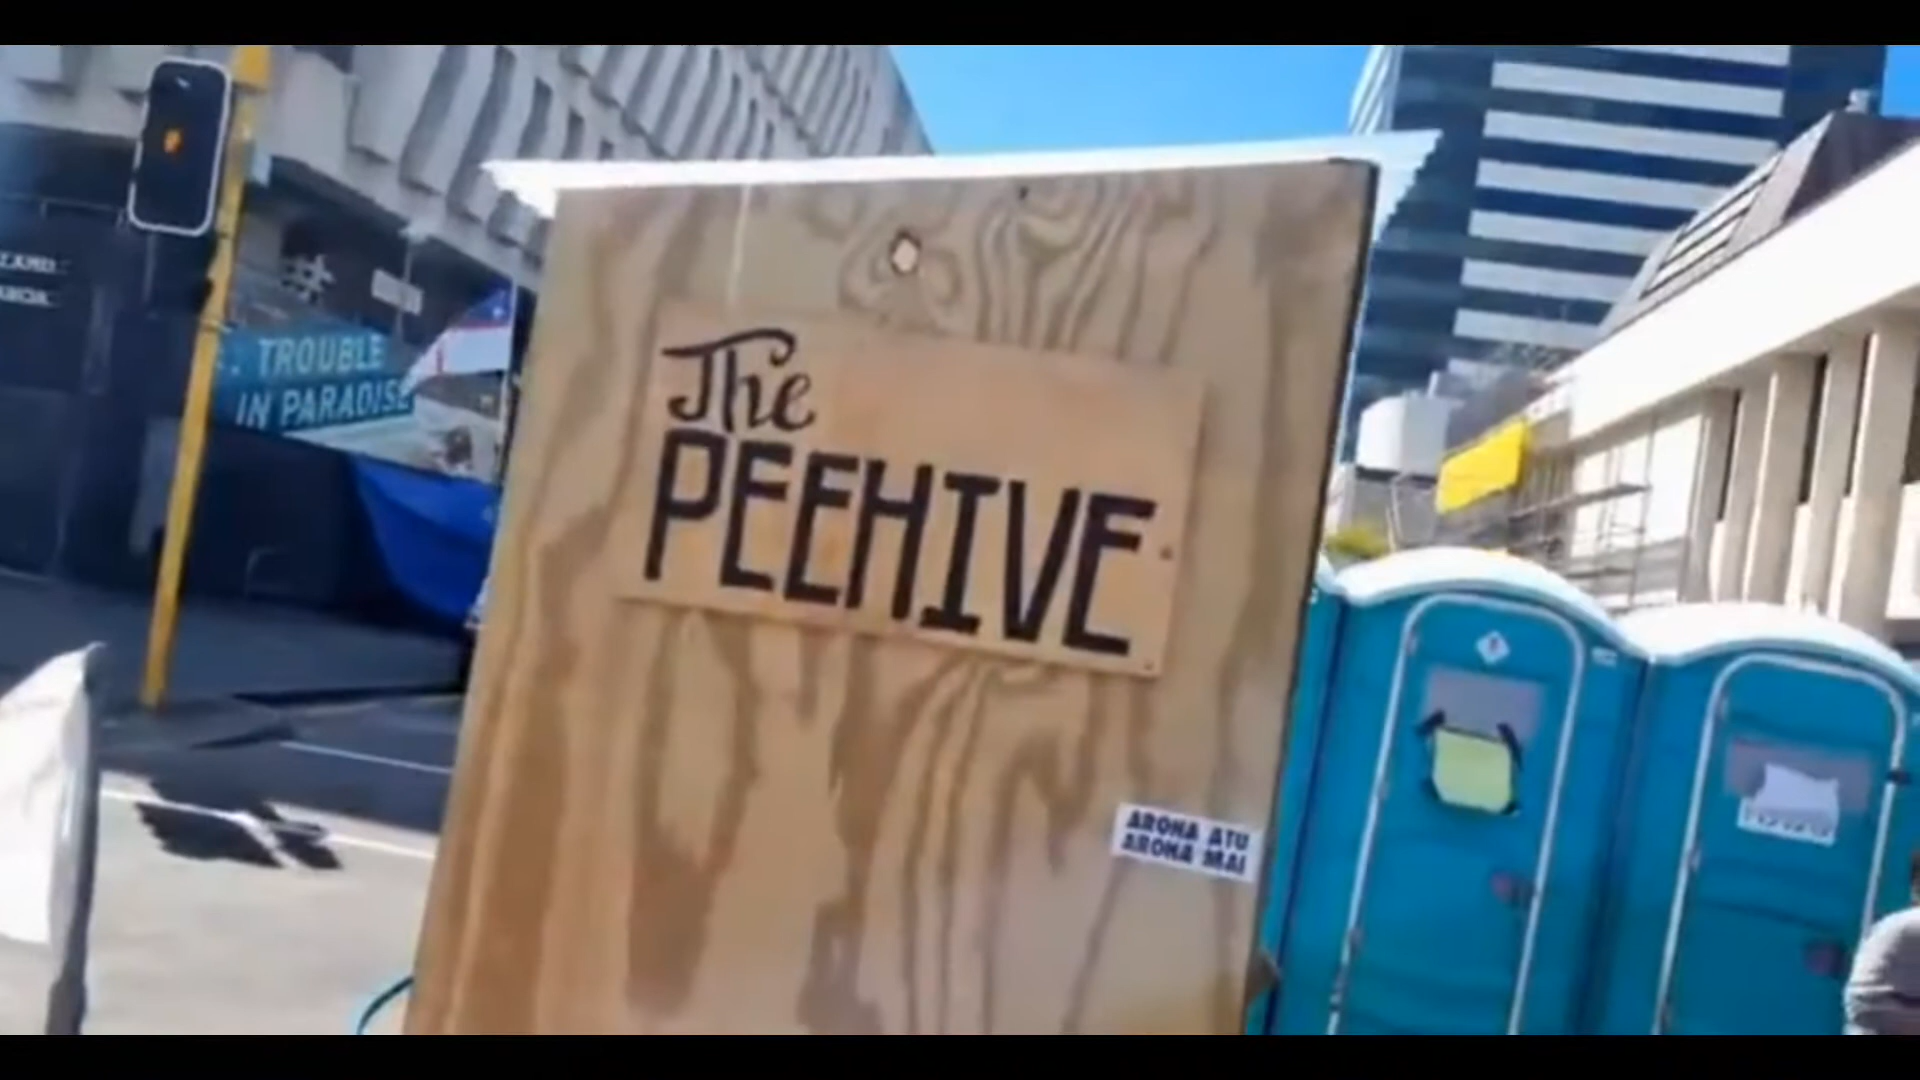 TROUBLE
IN PARADISE
The
PEEHIVE
AROHA ATU
AROHA MAI